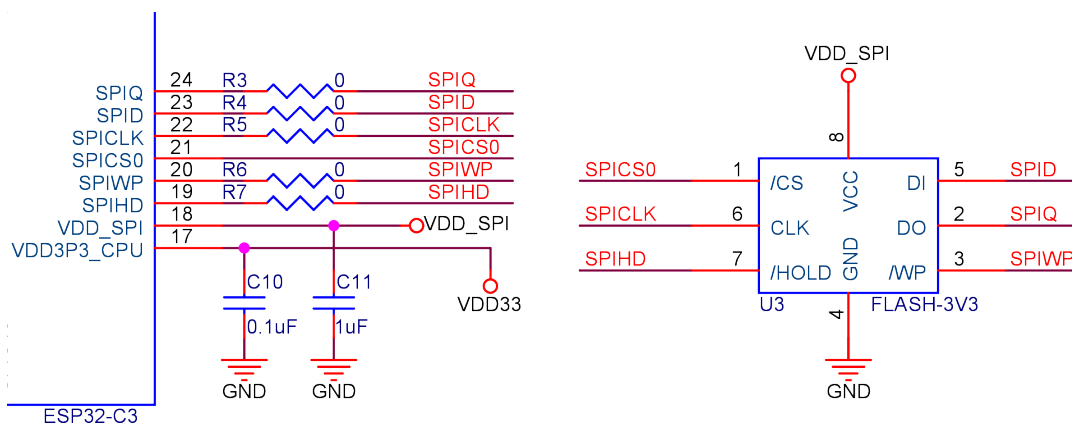 24 R3 0 SPIQ
SPIQ
23 R4 0 SPID
SPID
22 R5 0 SPICLK
SPICLK
21 SPICS0
SPICS0
20 R6 0 SPIWP
SPIWP
19 R7 0 SPIHD
SPIHD
18
VDD_SPI
VDD_SPI
17
VDD3P3_CPU
C10
0.1uF
GND
C11
1uF
GND
VDD33
ESP32-C3
VDD_SPI
8
VCC
SPICS0 1 /CS
DI 5 SPID
SPICLK 6 CLK
DO 2 SPIQ
SPIHD 7 /HOLD
GND
/WP 3 SPIWP
U3
FLASH-3V3
4
GND